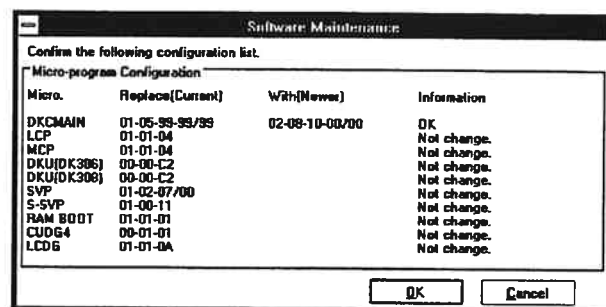 Software Maintenance
Confirm the following configuration list.
Micro-program Configuration
Micro. Replace(Current) With(Newer) Information
DKCMAIN 01-05-99-99/99 02-08-10-00/00 OK
LCP 01-01-04 Not change.
MCP 01-01-04 Not change.
DKU(DK306) 00-00-C2 Not change.
DKU(DK308) 00-00-C2 Not change.
SVP 01-02-07/00 Not change.
S-SVP 01-00-11 Not change.
RAM BOOT 01-01-01 Not change.
CUDG4 00-01-01 Not change.
LCDG 01-01-0A Not change.
OK Cancel